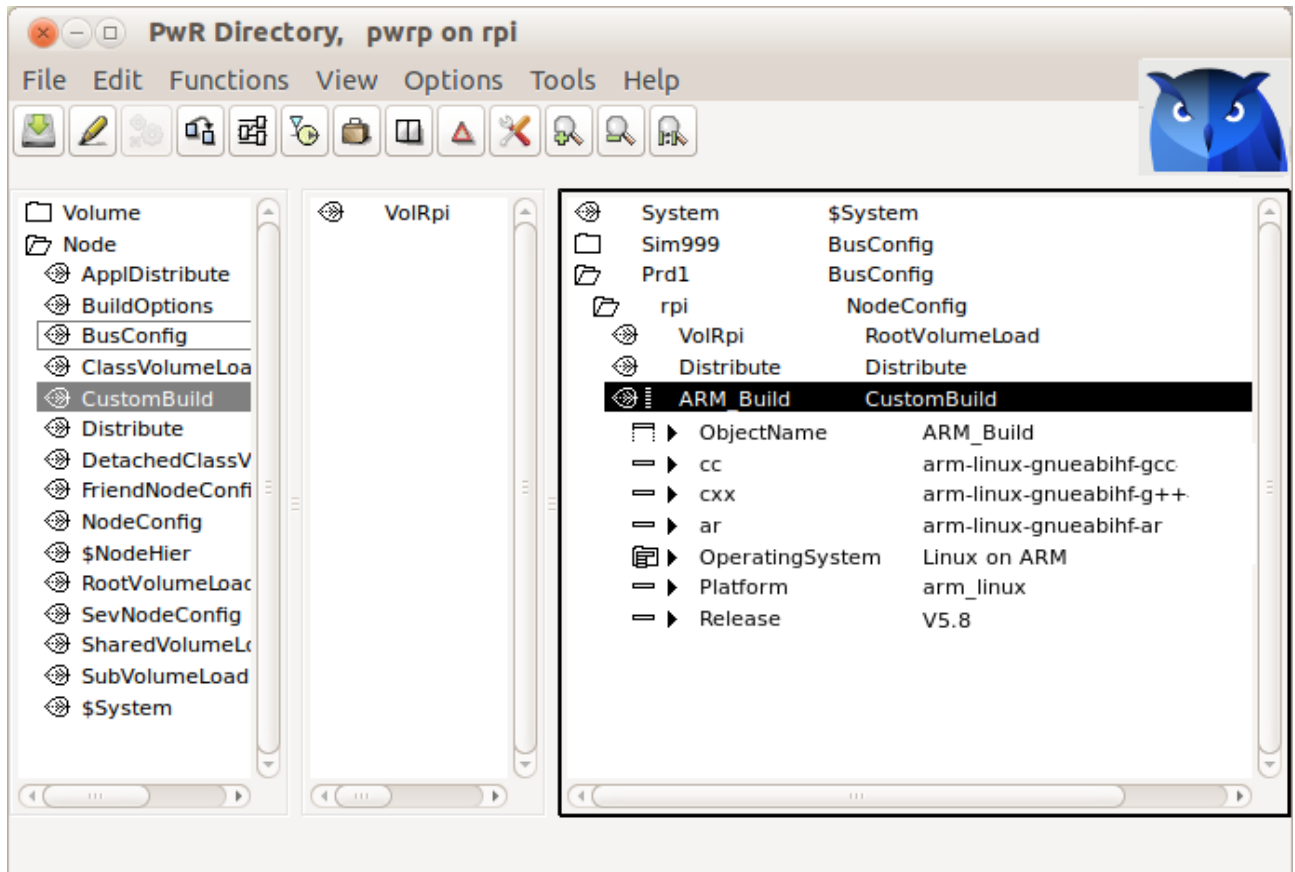 PwR Directory, pwrp on rpi
File Edit Functions View Options Tools Help
Volume
Node
ApplDistribute
BuildOptions
BusConfig
ClassVolumeLoa
CustomBuild
Distribute
DetachedClassV
FriendNodeConfi
NodeConfig
$NodeHier
RootVolumeLoad
SevNodeConfig
SharedVolumeLo
SubVolumeLoad
$System
VolRpi
System $System
Sim999 BusConfig
Prd1 BusConfig
rpi NodeConfig
VolRpi RootVolumeLoad
Distribute Distribute
ARM_Build CustomBuild
ObjectName ARM_Build
cc arm-linux-gnueabihf-gcc
cxx arm-linux-gnueabihf-g++
ar arm-linux-gnueabihf-ar
OperatingSystem Linux on ARM
Platform arm_linux
Release V5.8